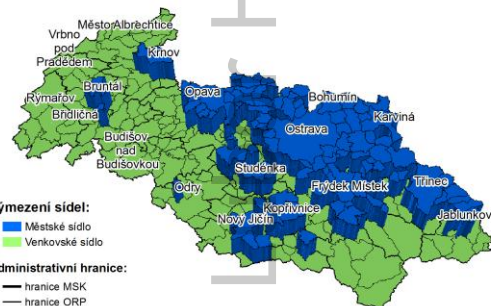 Město Albrechtice
Vrbno
pod
Pradědem
Krnov
Bruntál
Rýmařov
Břidličná
Opava
Bohumín
Karviná
Ostrava
Budišov
nad
Budišovkou
Studénka
Odry
Frýdek Místek
Třinec
Kopřivnice
Nový Jičín
Jablunkov
ymezení sídel:
Městské sídlo
Venkovské sídlo
dministrativní hranice:
hranice MSK
hranice ORP